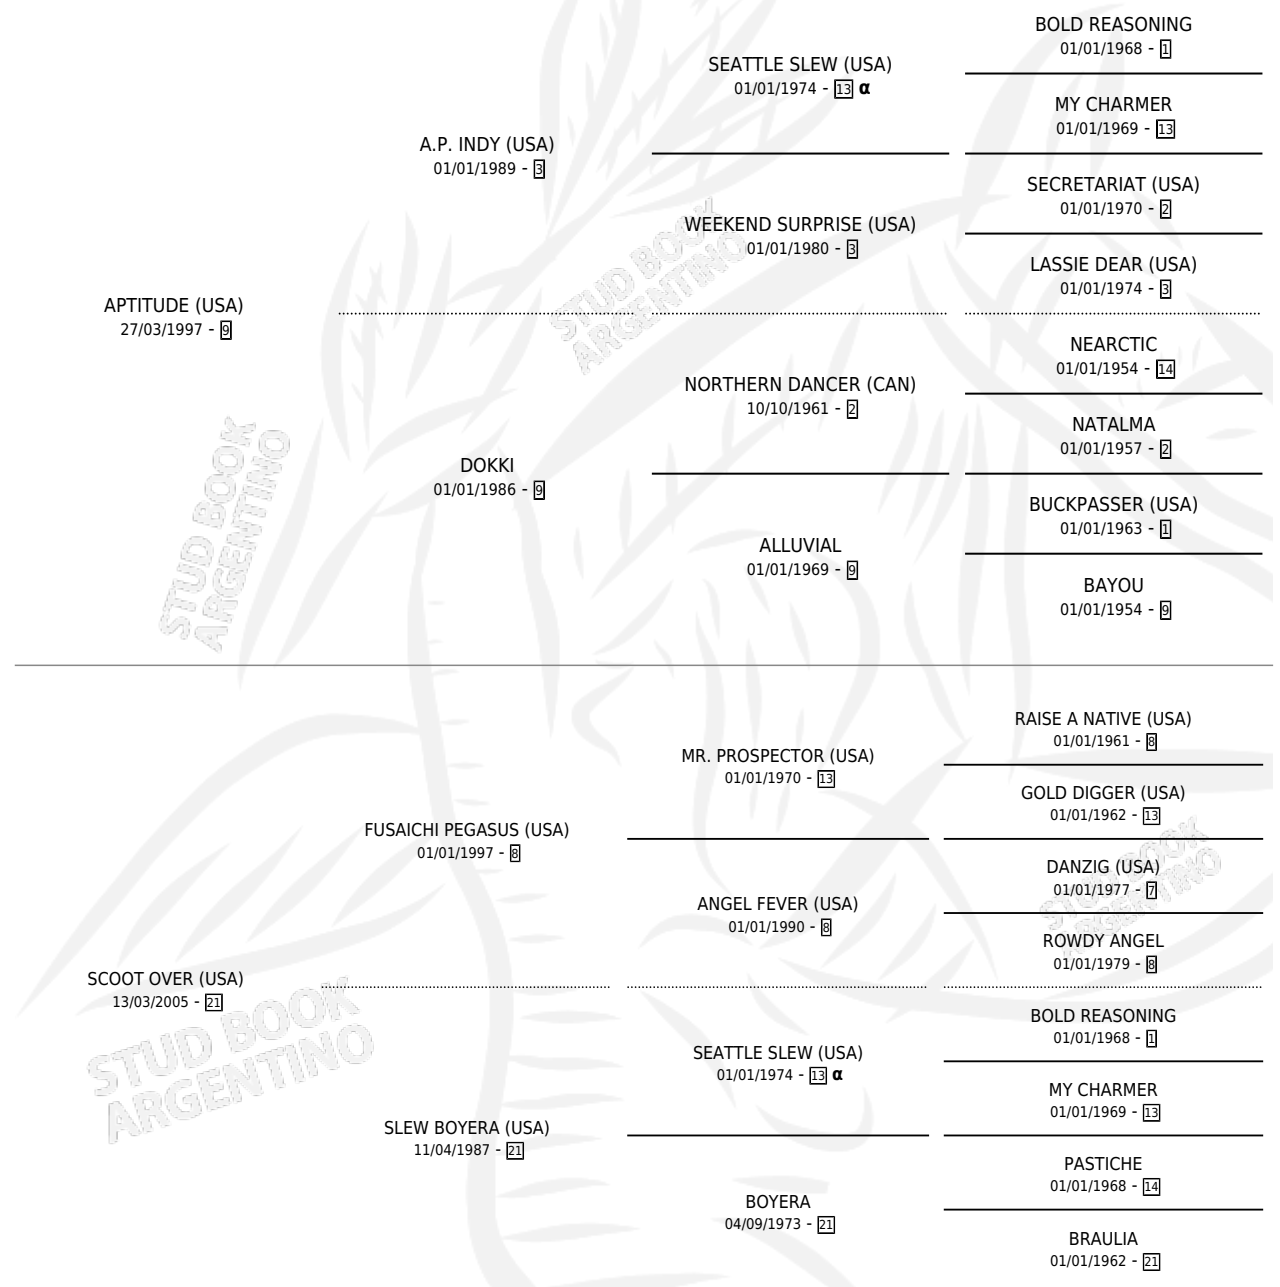 BOLD REASONING
01/01/1968 - 1
SEATTLE SLEW (USA)
01/01/1974 - 13 α
MY CHARMER
01/01/1969 - 13
A.P. INDY (USA)
01/01/1989 - 3
SECRETARIAT (USA)
01/01/1970 - 2
WEEKEND SURPRISE (USA)
01/01/1980 - 3
LASSIE DEAR (USA)
01/01/1974 - 3
APTITUDE (USA)
27/03/1997 - 9
NEARCTIC
01/01/1954 - 14
NORTHERN DANCER (CAN)
10/10/1961 - 2
NATALMA
01/01/1957 - 2
DOKKI
01/01/1986 - 9
BUCKPASSER (USA)
01/01/1963 - 1
ALLUVIAL
01/01/1969 - 9
BAYOU
01/01/1954 - 9
RAISE A NATIVE (USA)
01/01/1961 - 8
MR. PROSPECTOR (USA)
01/01/1970 - 13
GOLD DIGGER (USA)
01/01/1962 - 13
FUSAICHI PEGASUS (USA)
01/01/1997 - 8
DANZIG (USA)
01/01/1977 - 7
ANGEL FEVER (USA)
01/01/1990 - 8
ROWDY ANGEL
01/01/1979 - 8
SCOOT OVER (USA)
13/03/2005 - 21
BOLD REASONING
01/01/1968 - 1
SEATTLE SLEW (USA)
01/01/1974 - 13 α
MY CHARMER
01/01/1969 - 13
SLEW BOYERA (USA)
11/04/1987 - 21
PASTICHE
01/01/1968 - 14
BOYERA
04/09/1973 - 21
BRAULIA
01/01/1962 - 21
STUD BOOK
ARGENTINO
STUD BOOK
ARGENTINO
STUD BOOK
ARGENTINO
STUD BOOK
ARGENTINO